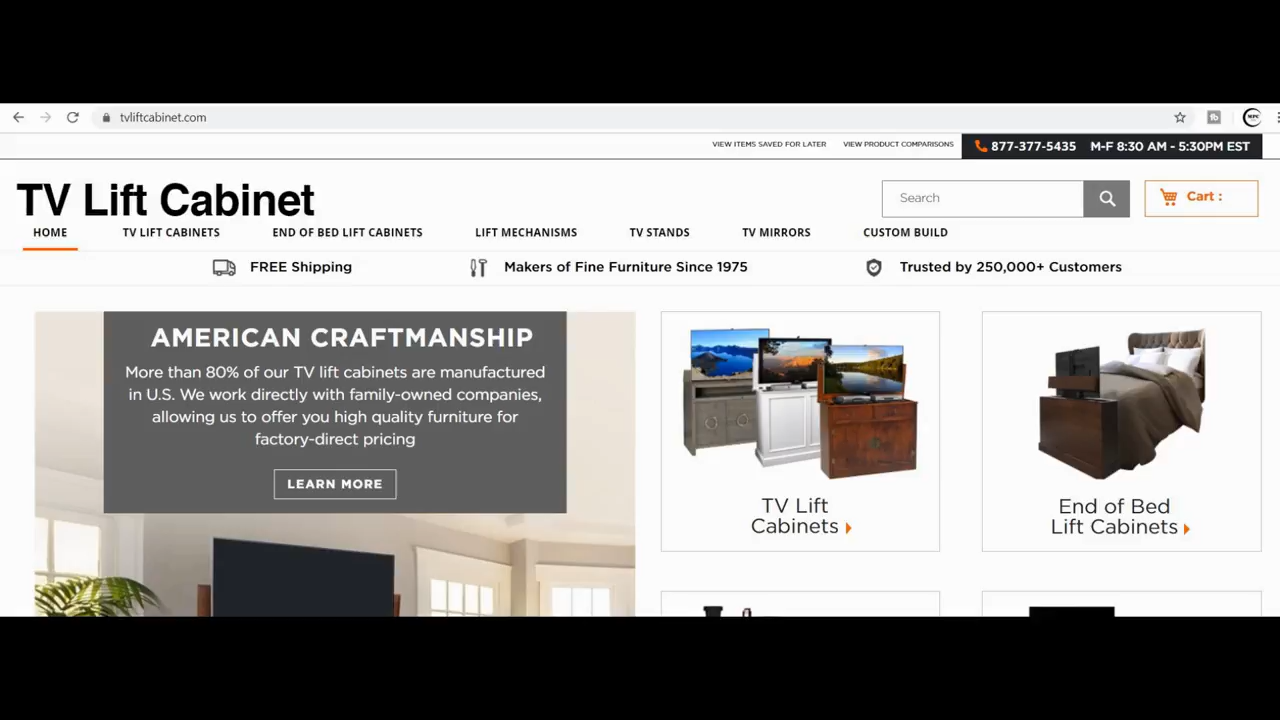 tvliftcabinet.com
VIEW ITEMS SAVED FOR LATER
VIEW PRODUCT COMPARISONS
877-377-5435 M-F 8:30 AM - 5:30PM EST
TV Lift Cabinet
Search
Cart :
HOME
TV LIFT CABINETS
END OF BED LIFT CABINETS
LIFT MECHANISMS
TV STANDS
TV MIRRORS
CUSTOM BUILD
FREE Shipping
Makers of Fine Furniture Since 1975
Trusted by 250,000+ Customers
AMERICAN CRAFTMANSHIP
More than 80% of our TV lift cabinets are manufactured
in U.S. We work directly with family-owned companies,
allowing us to offer you high quality furniture for
factory-direct pricing
LEARN MORE
TV Lift
Cabinets
End of Bed
Lift Cabinets